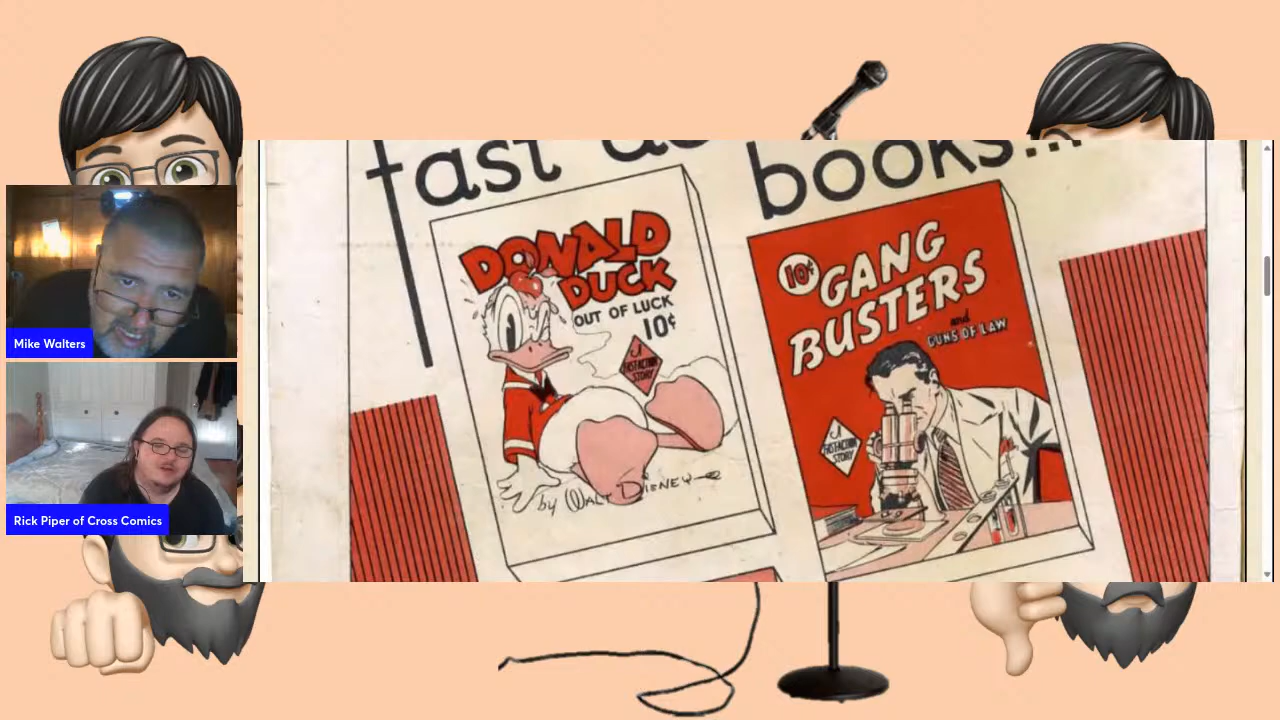 fast
books...
DONALD
DUCK
OUT OF LUCK
10¢
A
FAST ACTION
STORY
by WALT DISNEY
10¢
GANG
BUSTERS
and
GUNS OF LAW
A
FAST ACTION
STORY
Mike Walters
Rick Piper of Cross Comics